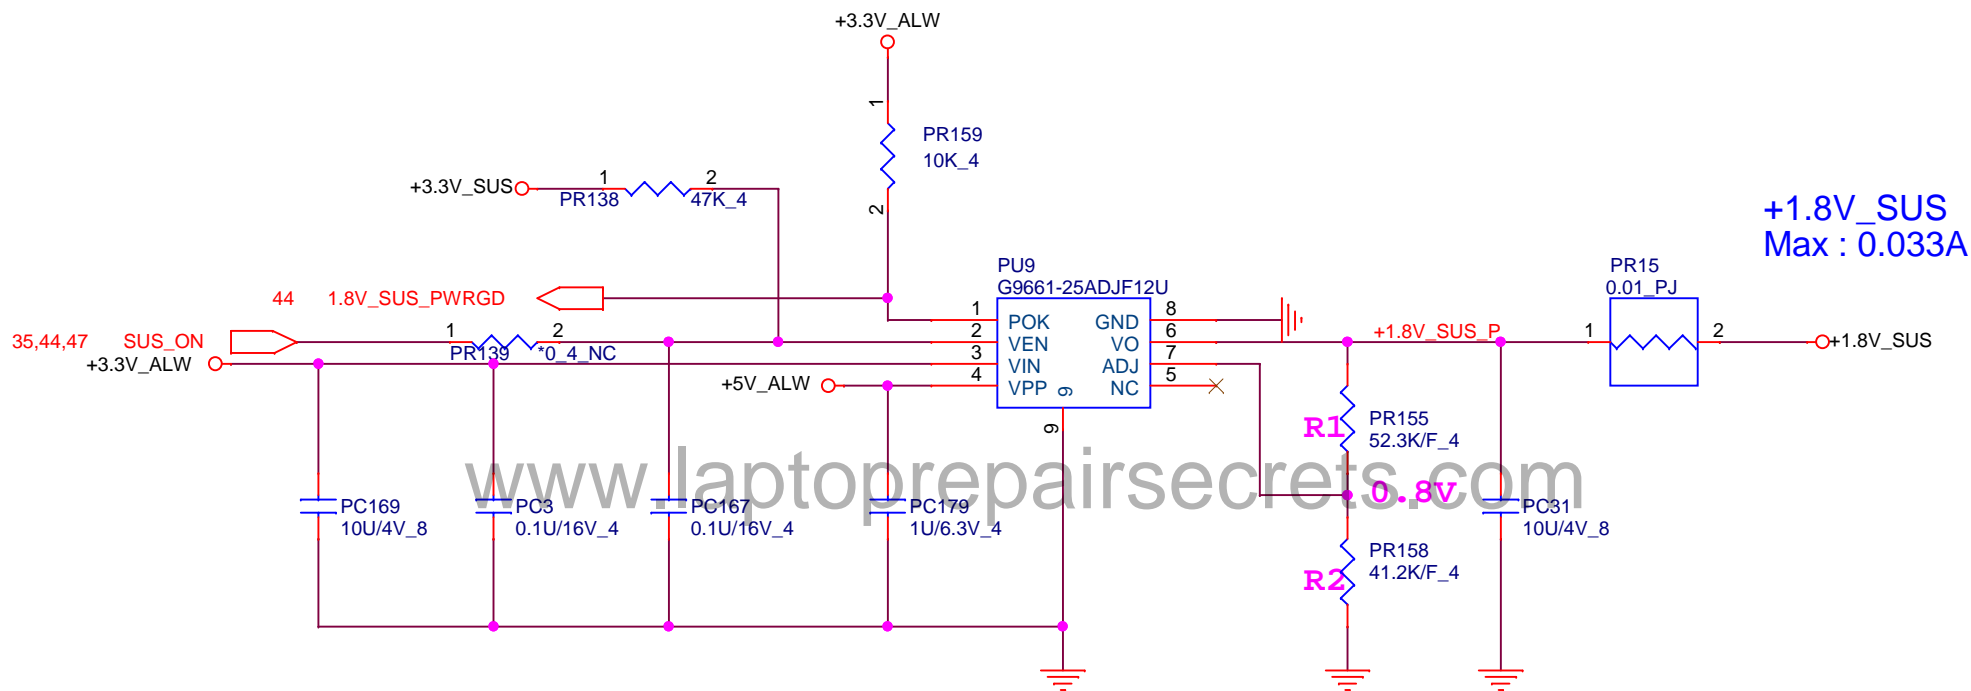 +3.3V_ALW
1
PR159
10K_4
2
+3.3V_SUS
1
2
PR138
47K_4
+1.8V_SUS
Max : 0.033A
PU9
G9661-25ADJF12U
PR15
0.01_PJ
44 1.8V_SUS_PWRGD
35,44,47 SUS_ON
1
2
PR139
*0_4_NC
+3.3V_ALW
+5V_ALW
1 POK GND 8
2 VEN VO 6
3 VIN ADJ 7
4 VPP 9 NC 5
9
+1.8V_SUS_P
1
2
+1.8V_SUS
R1
PR155
52.3K/F_4
www.laptoprepairsecrets.com
0.8V
PC169
10U/4V_8
PC3
0.1U/16V_4
PC167
0.1U/16V_4
PC179
1U/6.3V_4
PC31
10U/4V_8
R2
PR158
41.2K/F_4